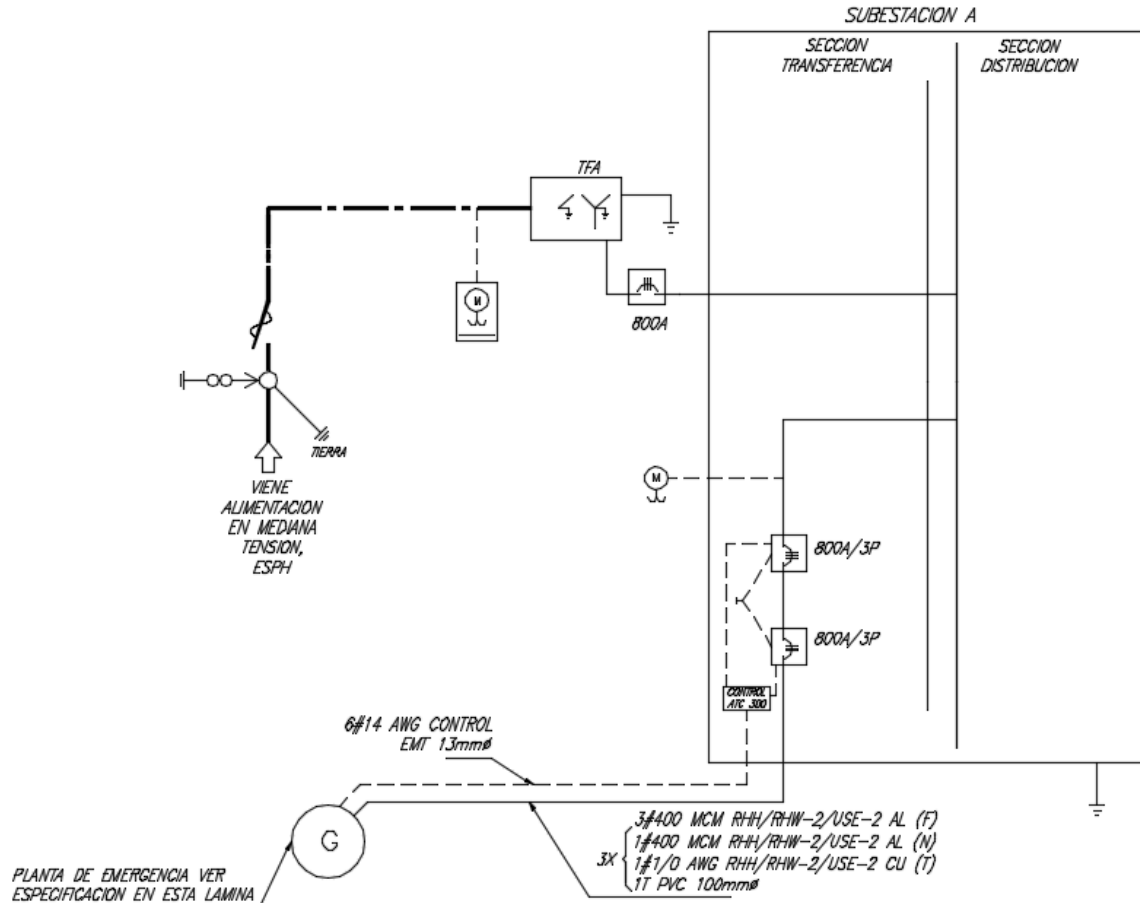 SUBESTACION A
SECCION
TRANSFERENCIA
SECCION
DISTRIBUCION
TFA
M
800A
TIERRA
VIENE
ALIMENTACION
EN MEDIANA
TENSION,
ESPH
M
800A/3P
800A/3P
CONTROL
ATC 300
6#14 AWG CONTROL
EMT 13mmø
G
3X
3#400 MCM RHH/RHW-2/USE-2 AL (F)
1#400 MCM RHH/RHW-2/USE-2 AL (N)
1#1/0 AWG RHH/RHW-2/USE-2 CU (T)
1T PVC 100mmø
PLANTA DE EMERGENCIA VER
ESPECIFICACION EN ESTA LAMINA